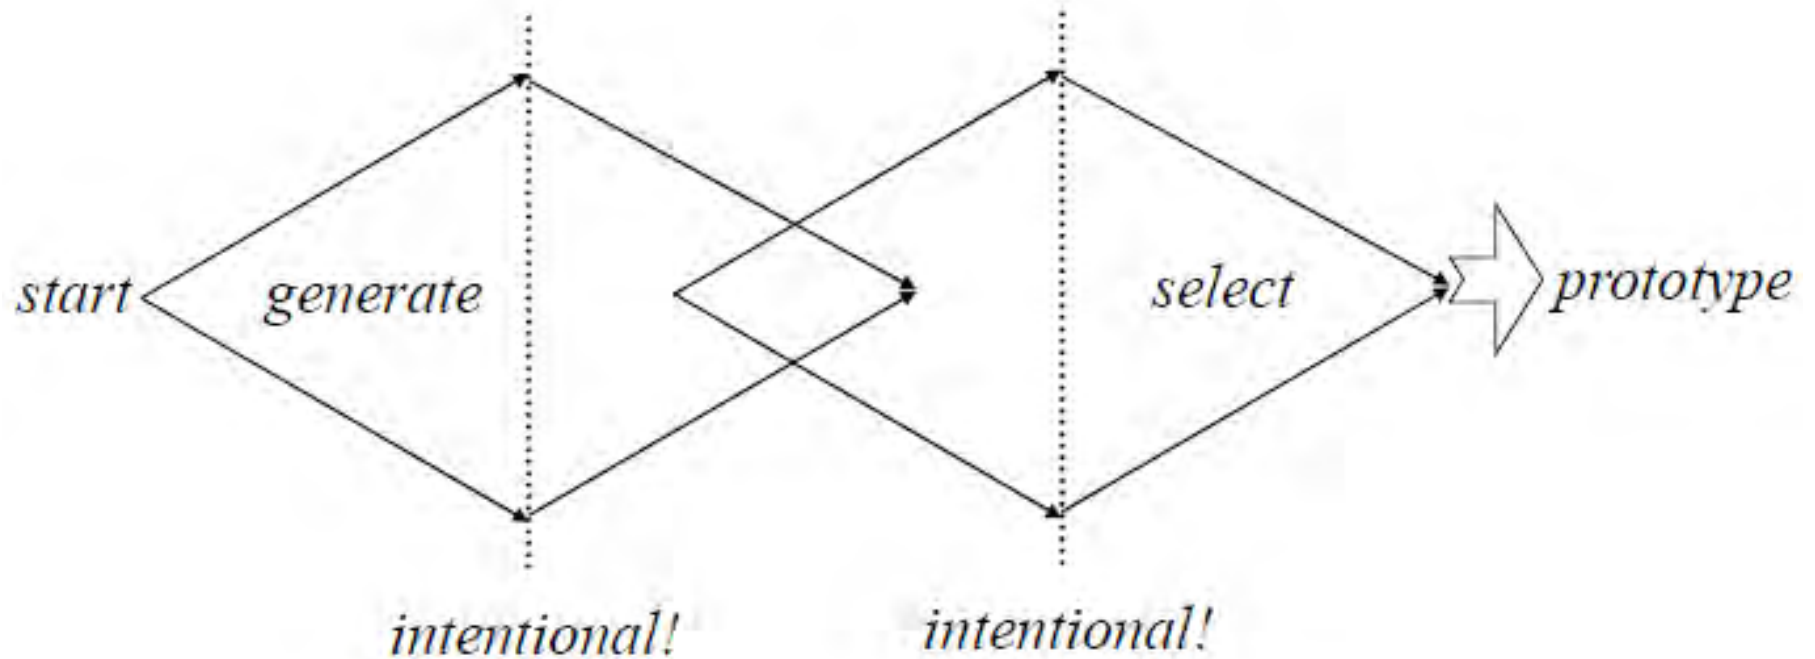 start
generate
select
prototype
intentional!
intentional!